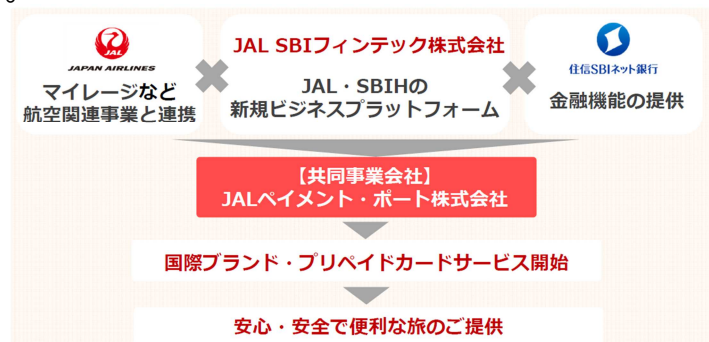 JAL
JAPAN AIRLINES
マイレージなど
航空関連事業と連携
JAL SBIフィンテック株式会社
JAL・SBIHの
新規ビジネスプラットフォーム
住信SBIネット銀行
金融機能の提供
【共同事業会社】
JALペイメント・ポート株式会社
国際ブランド・プリペイドカードサービス開始
安心・安全で便利な旅のご提供